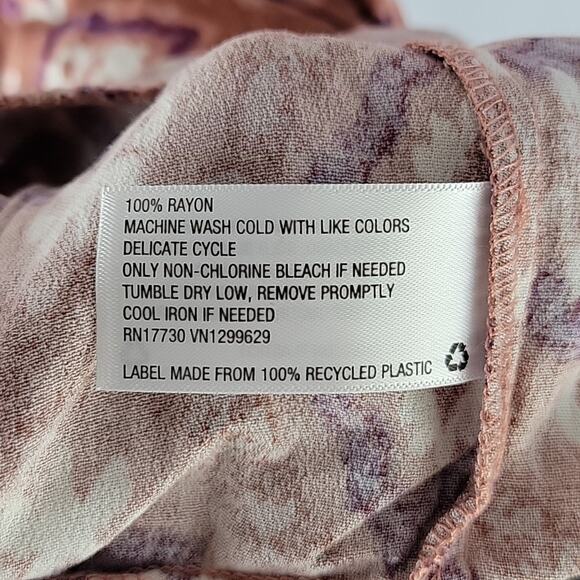 100% RAYON
MACHINE WASH COLD WITH LIKE COLORS
DELICATE CYCLE
ONLY NON-CHLORINE BLEACH IF NEEDED
TUMBLE DRY LOW, REMOVE PROMPTLY
COOL IRON IF NEEDED
RN17730 VN1299629
LABEL MADE FROM 100% RECYCLED PLASTIC